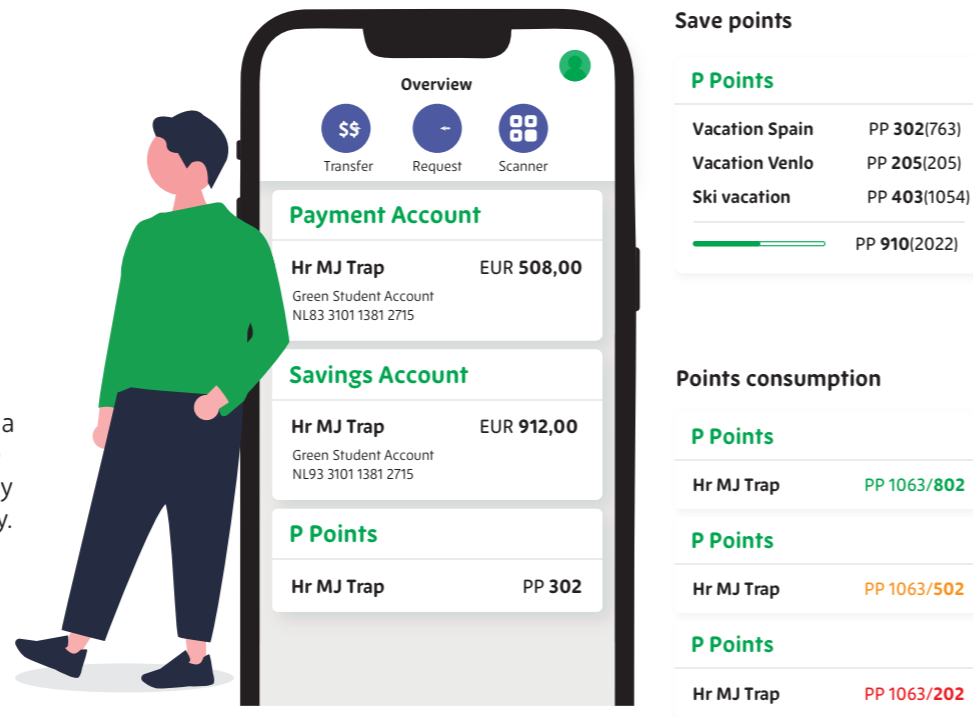 a
y
y.
Overview
$$
Transfer
Request
Scanner
Payment Account
Hr MJ Trap EUR 508,00
Green Student Account
NL83 3101 1381 2715
Savings Account
Hr MJ Trap EUR 912,00
Green Student Account
NL93 3101 1381 2715
P Points
Hr MJ Trap PP 302
Save points
P Points
Vacation Spain PP 302(763)
Vacation Venlo PP 205(205)
Ski vacation PP 403(1054)
PP 910(2022)
Points consumption
P Points
Hr MJ Trap PP 1063/802
P Points
Hr MJ Trap PP 1063/502
P Points
Hr MJ Trap PP 1063/202